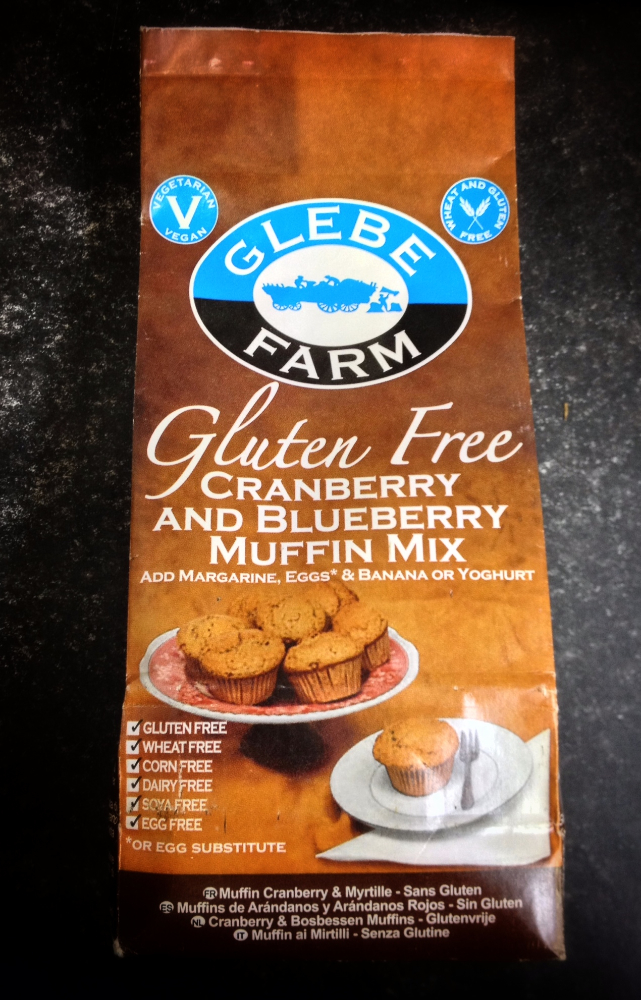 VEGETARIAN
V
VEGAN
WHEAT AND GLUTEN
FREE
GLEBE
FARM
Gluten Free
CRANBERRY
AND BLUEBERRY
MUFFIN MIX
ADD MARGARINE, EGGS* & BANANA OR YOGHURT
GLUTEN FREE
WHEAT FREE
CORN FREE
DAIRY FREE
SOYA FREE
EGG FREE
*OR EGG SUBSTITUTE
FR Muffin Cranberry & Myrtille - Sans Gluten
ES Muffins de Arándanos y Arándanos Rojos - Sin Gluten
NL Cranberry & Bosbessen Muffins - Glutenvrije
IT Muffin ai Mirtilli - Senza Glutine